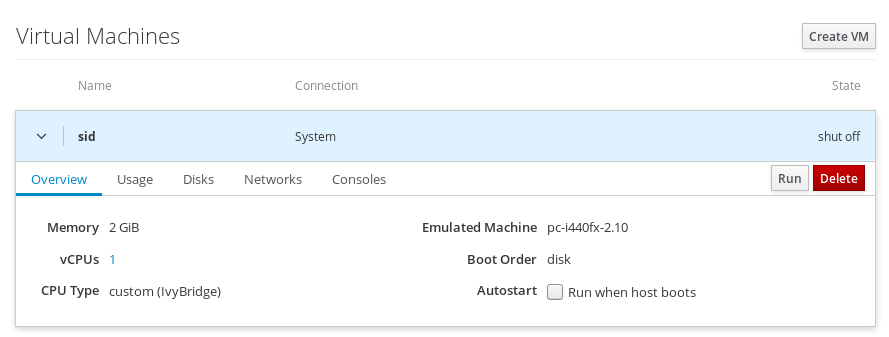 Virtual Machines Create VM
Name Connection State
sid System shut off
Overview Usage Disks Networks Consoles Run Delete
Memory 2 GiB Emulated Machine pc-i440fx-2.10
vCPUs 1 Boot Order disk
CPU Type custom (IvyBridge) Autostart Run when host boots